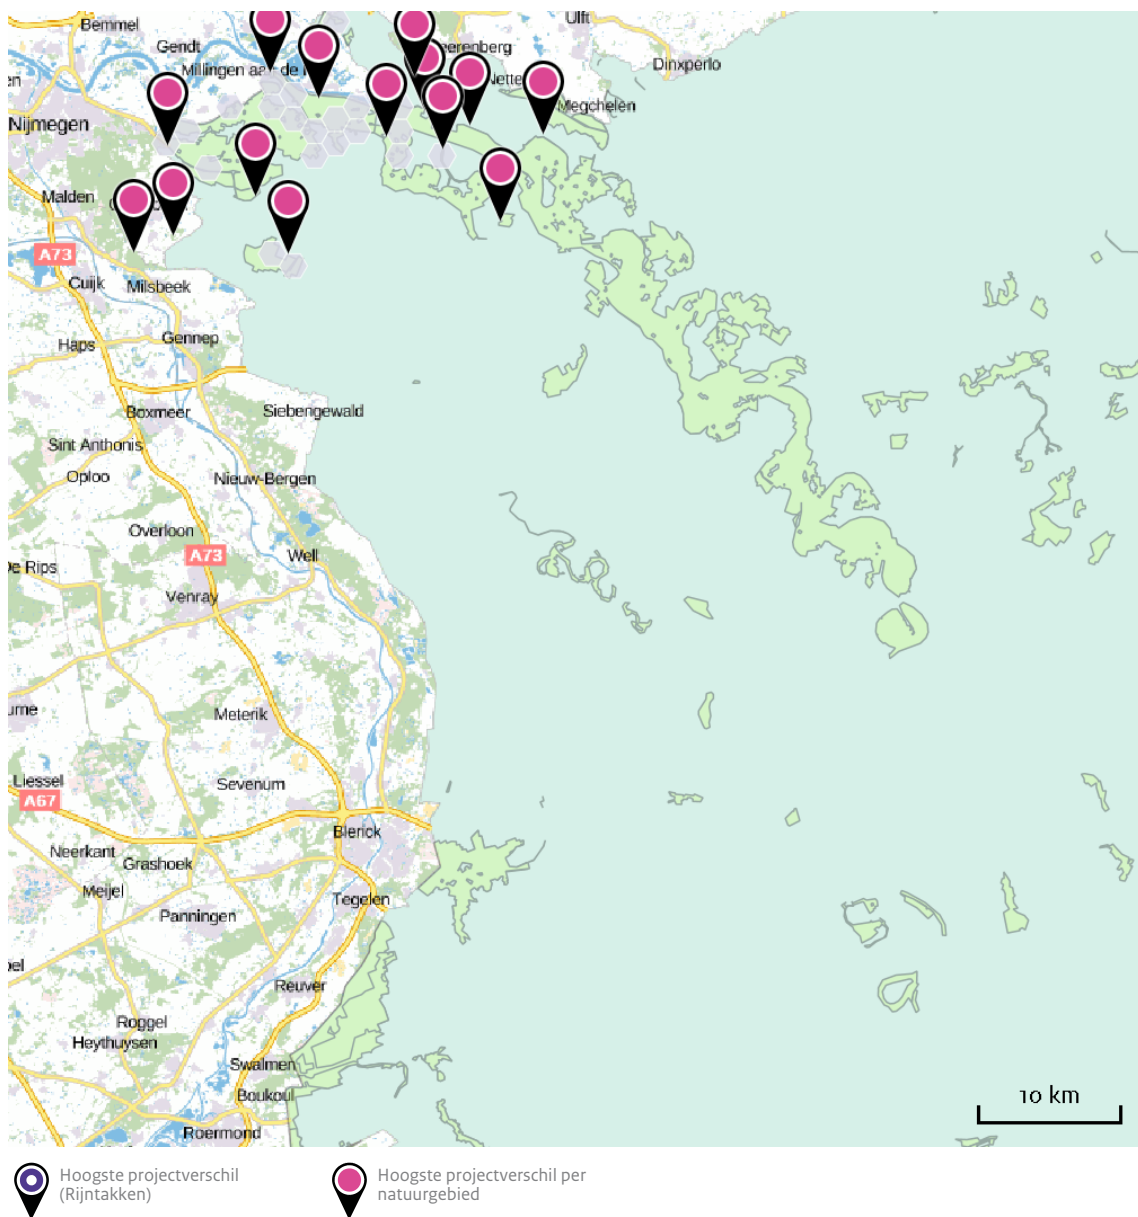 Bemmel
Ulft
Gendt
Dinxperlo
Millingen aan de
Megchelen
Nijmegen
Malden
A73
Cuijk
Milsbeek
Haps
Gennep
Boxmeer
Siebengewald
Sint Anthonis
Oploo
Nieuw-Bergen
Overloon
A73
Well
De Rips
Venray
Meterik
Liessel
Sevenum
A67
Blerick
Neerkant
Grashoek
Meijel
Tegelen
Panningen
Reuver
Roggel
Heythuysen
Swalmen
Boukoul
10 km
Roermond
Hoogste projectverschil
(Rijntakken)
Hoogste projectverschil per
natuurgebied